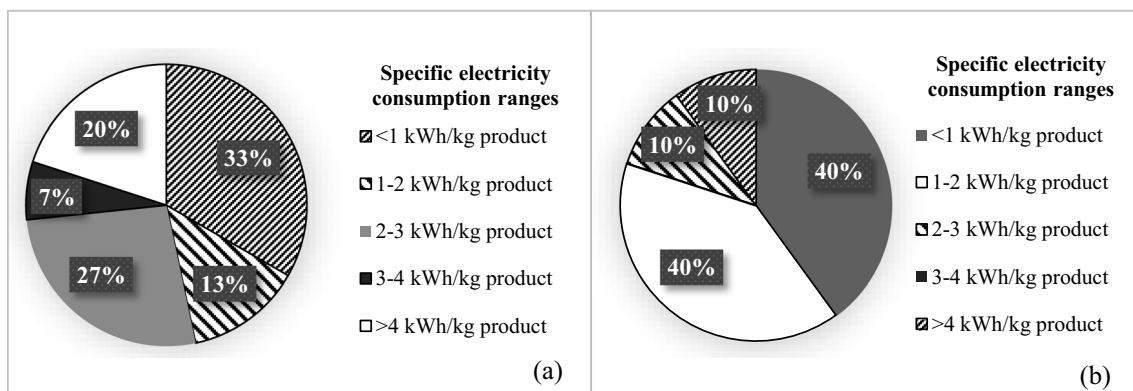 Specific electricity
consumption ranges
20%
33%
7%
27%
13%
<1 kWh/kg product
1-2 kWh/kg product
2-3 kWh/kg product
3-4 kWh/kg product
>4 kWh/kg product
(a)
Specific electricity
consumption ranges
10%
10%
40%
40%
<1 kWh/kg product
1-2 kWh/kg product
2-3 kWh/kg product
3-4 kWh/kg product
>4 kWh/kg product
(b)